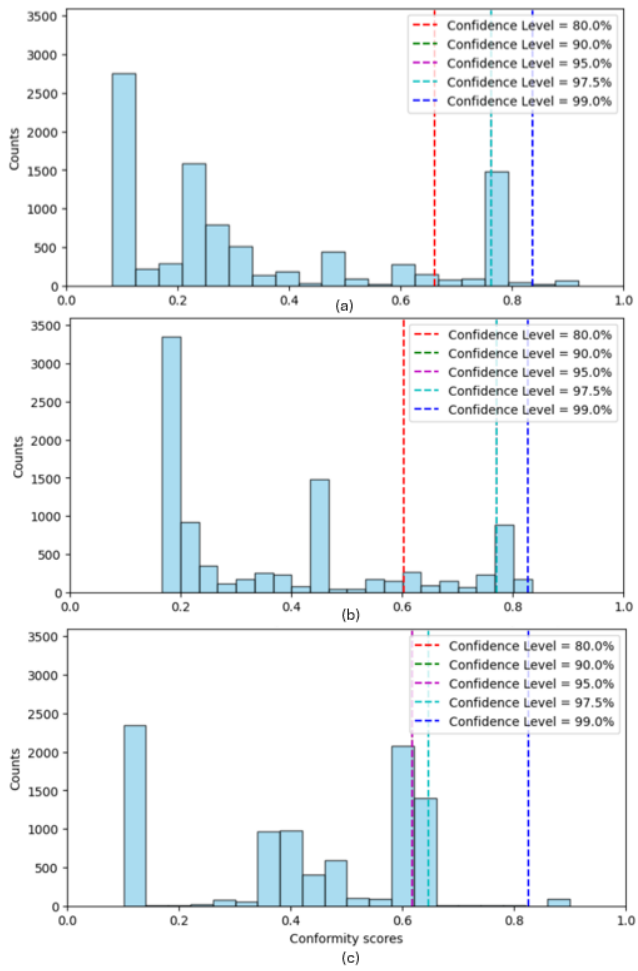 3500
3000
2500
2000
1500
1000
500
0
Counts
Confidence Level = 80.0%
Confidence Level = 90.0%
Confidence Level = 95.0%
Confidence Level = 97.5%
Confidence Level = 99.0%
0.0 0.2 0.4 0.6 0.8 1.0
(a)
3500
3000
2500
2000
1500
1000
500
0
Counts
Confidence Level = 80.0%
Confidence Level = 90.0%
Confidence Level = 95.0%
Confidence Level = 97.5%
Confidence Level = 99.0%
0.0 0.2 0.4 0.6 0.8 1.0
(b)
3500
3000
2500
2000
1500
1000
500
0
Counts
Confidence Level = 80.0%
Confidence Level = 90.0%
Confidence Level = 95.0%
Confidence Level = 97.5%
Confidence Level = 99.0%
0.0 0.2 0.4 0.6 0.8 1.0
Conformity scores
(c)